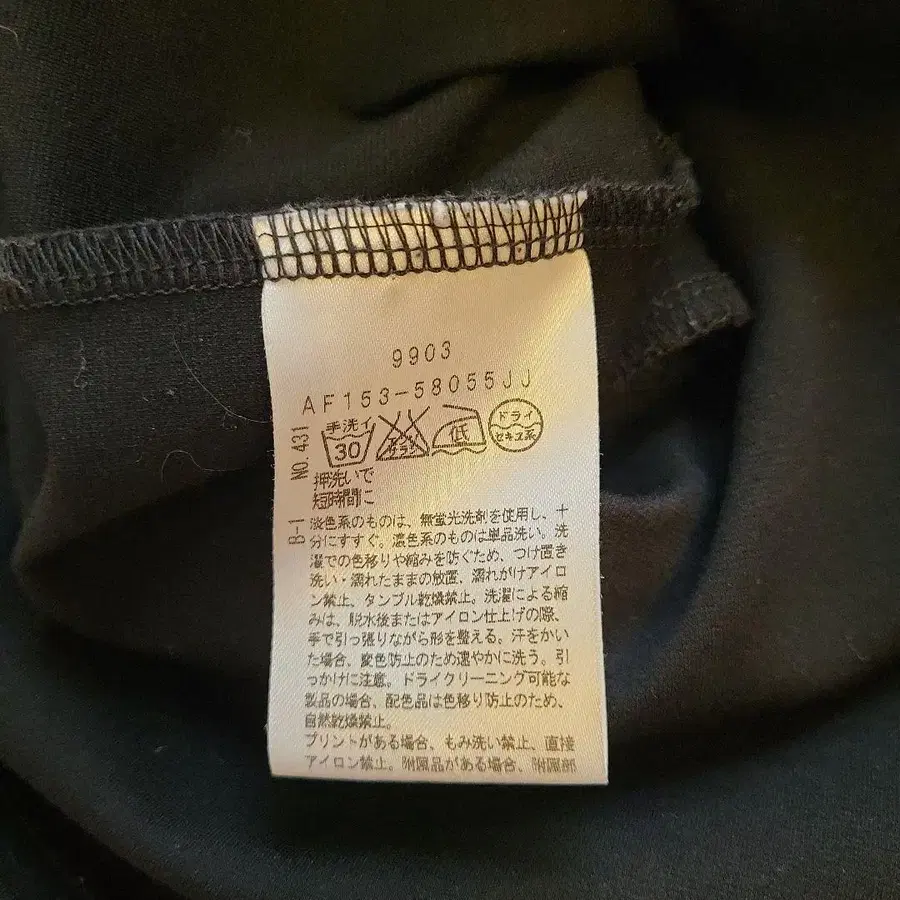 9903
AF153-58055JJ
NO.431
手洗イ
30
エンソ
サラシ
低
ドライ
セキユ系
押洗いで
短時間に
B-1
淡色系のものは、無蛍光洗剤を使用し、十
分にすすぐ。濃色系のものは単品洗い。洗
濯での色移りや縮みを防ぐため、つけ置き
洗い・濡れたままの放置、濡れがけアイロ
ン禁止、タンブル乾燥禁止。洗濯による縮
みは、脱水後またはアイロン仕上げの際、
手で引っ張りながら形を整える。汗をかい
た場合、変色防止のため速やかに洗う。引
っかけに注意。ドライクリーニング可能な
製品の場合、配色品は色移り防止のため、
自然乾燥禁止。
プリントがある場合、もみ洗い禁止、直接
アイロン禁止。附属品がある場合、附属部